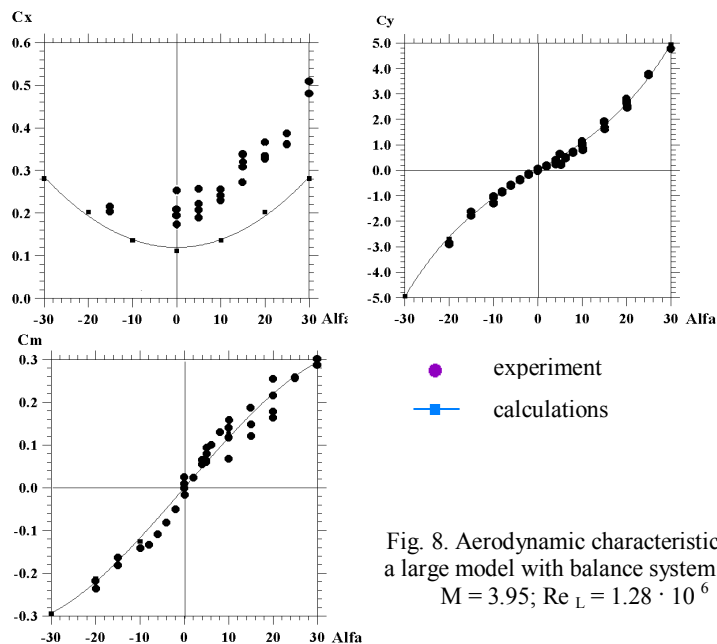 Cx
0.6
0.5
0.4
0.3
0.2
0.1
0.0
-30 -20 -10 0 10 20 30 Alfa
Cy
5.0
4.0
3.0
2.0
1.0
0.0
-1.0
-2.0
-3.0
-4.0
-5.0
-30 -20 -10 0 10 20 30 Alfa
Cm
0.3
0.2
0.1
0.0
-0.1
-0.2
-0.3
-30 -20 -10 0 10 20 30 Alfa
experiment
calculations
Fig. 8. Aerodynamic characteristic
a large model with balance system
M = 3.95; Re L = 1.28 · 10 6